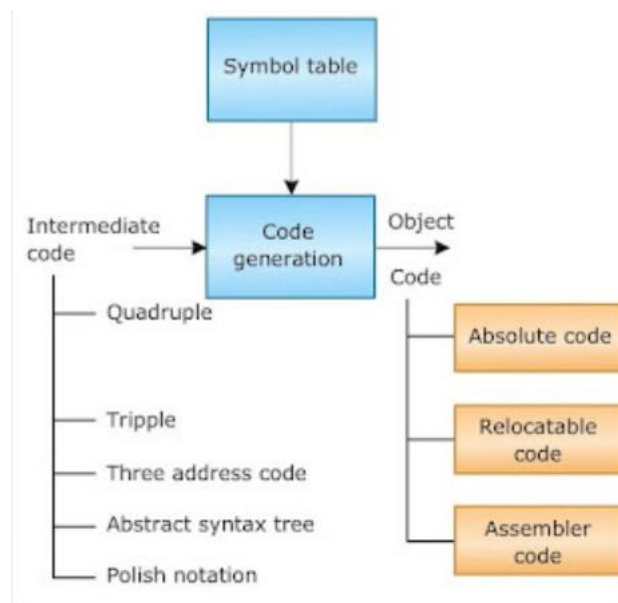 Symbol table
Intermediate
code
Code
generation
Object
Code
Quadruple
Tripple
Three address code
Abstract syntax tree
Polish notation
Absolute code
Relocatable
code
Assembler
code